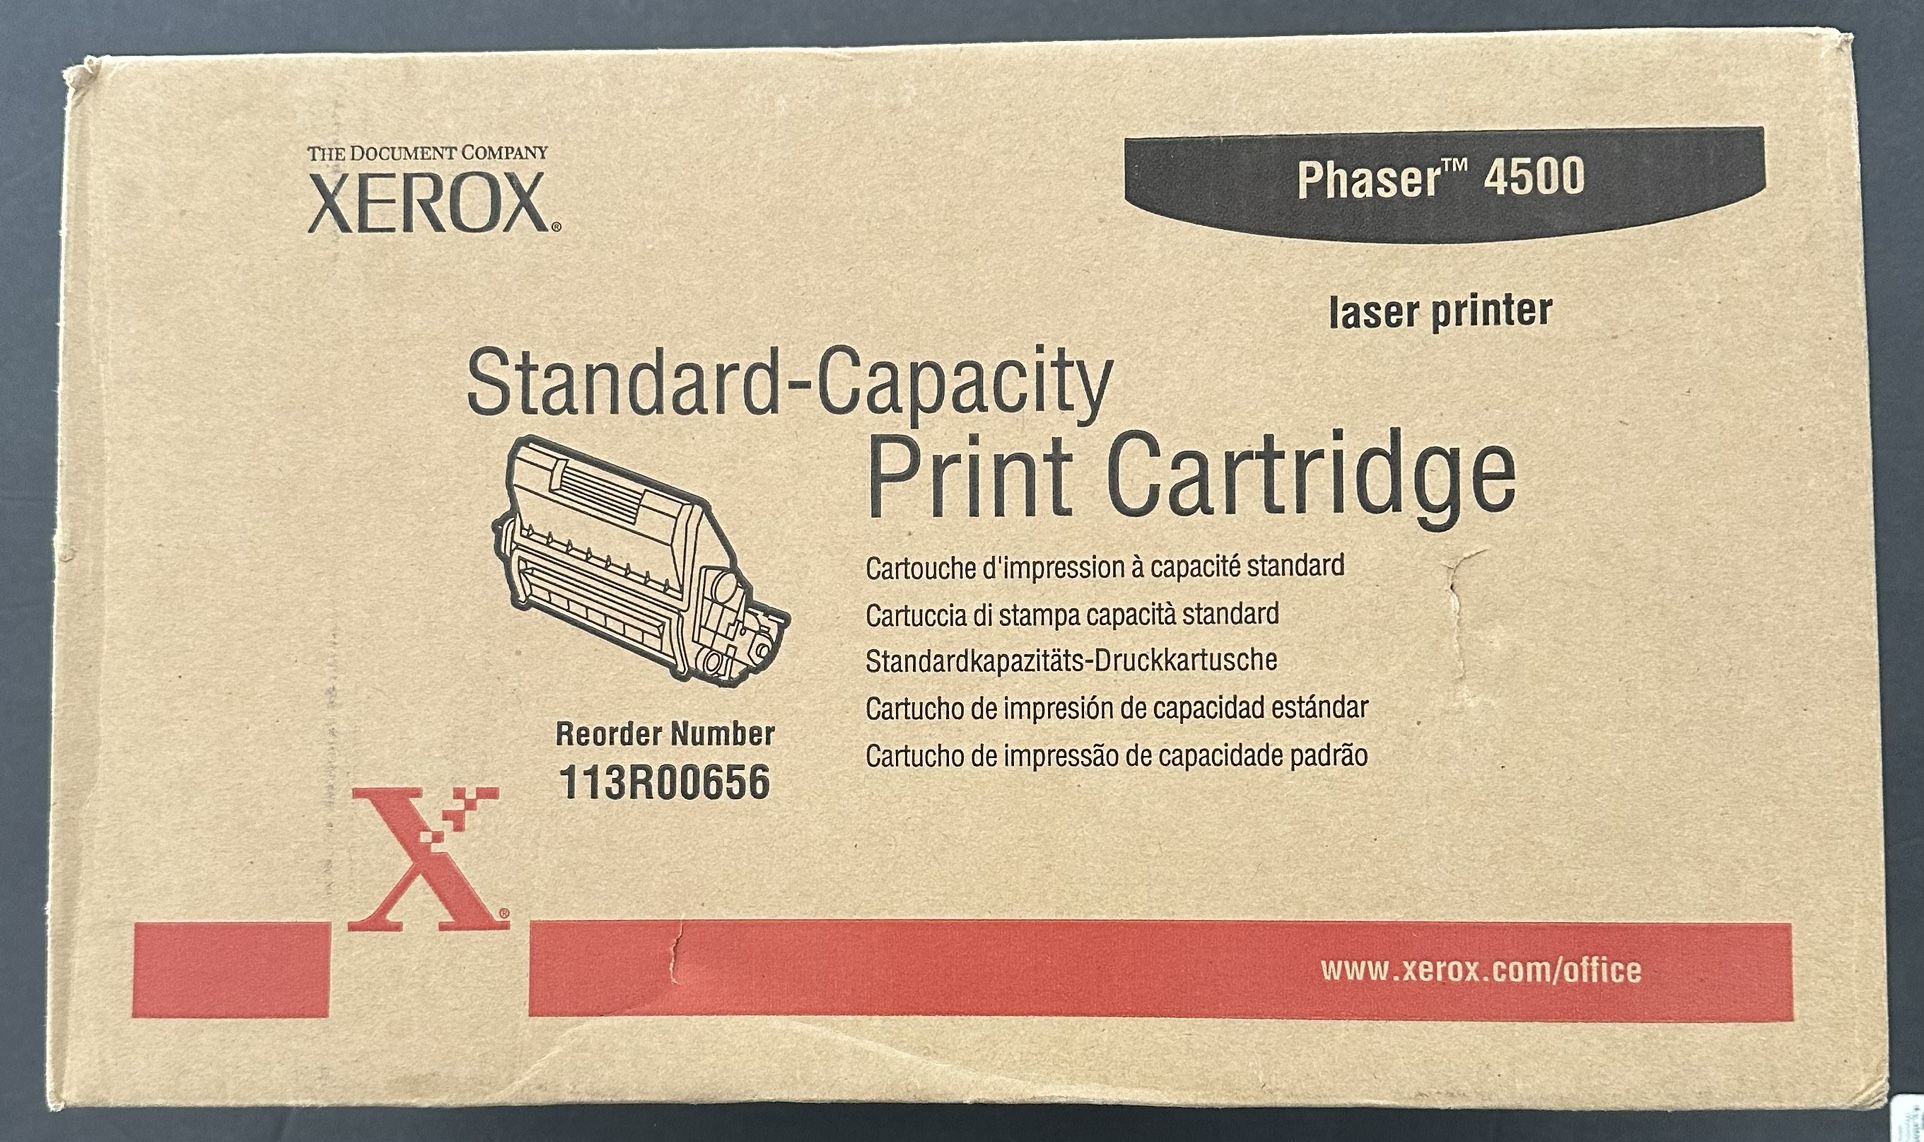 THE DOCUMENT COMPANY
XEROX®
Phaser™ 4500
laser printer
Standard-Capacity
Print Cartridge
Cartouche d'impression à capacité standard
Cartuccia di stampa capacità standard
Standardkapazitäts-Druckkartusche
Cartucho de impresión de capacidad estándar
Cartucho de impressão de capacidade padrão
Reorder Number
113R00656
X®
www.xerox.com/office